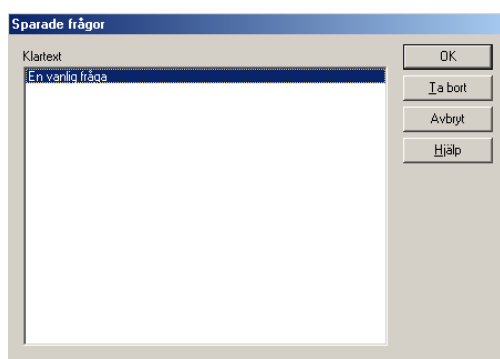 Sparade frågor
Klartext
En vanlig fråga
OK
Ta bort
Avbryt
Hjälp